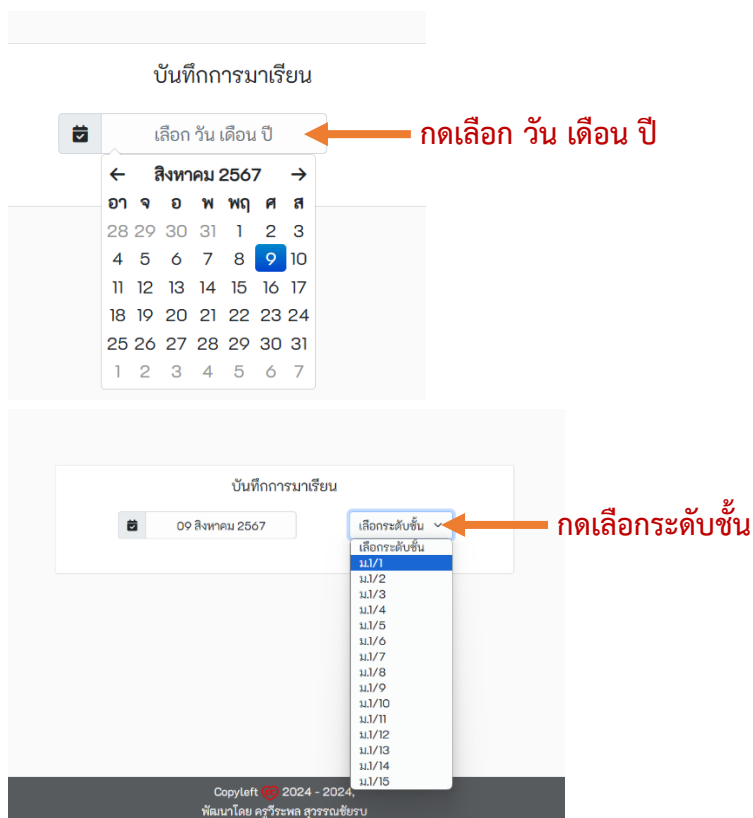 บันทึกการมาเรียน
เลือก วัน เดือน ปี
กดเลือก วัน เดือน ปี
← สิงหาคม 2567 →
อา จ อ พ พฤ ศ ส
28 29 30 31 1 2 3
4 5 6 7 8 9 10
11 12 13 14 15 16 17
18 19 20 21 22 23 24
25 26 27 28 29 30 31
1 2 3 4 5 6 7
บันทึกการมาเรียน
09 สิงหาคม 2567
เลือกระดับชั้น
กดเลือกระดับชั้น
เลือกระดับชั้น
ม.1/1
ม.1/2
ม.1/3
ม.1/4
ม.1/5
ม.1/6
ม.1/7
ม.1/8
ม.1/9
ม.1/10
ม.1/11
ม.1/12
ม.1/13
ม.1/14
ม.1/15
Copyleft 2024 - 2024,
พัฒนาโดย ครูวีระพล สุวรรณชัยรบ